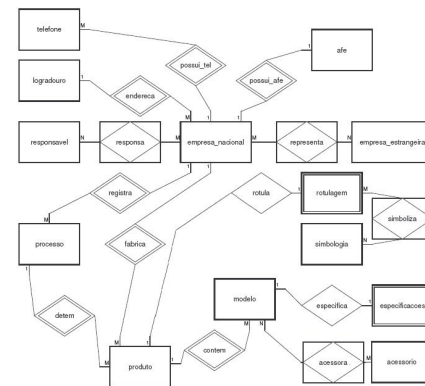 telefone
M
possui_tel
1
afe
1
possui_afe
1
logradouro
1
endereca
M
responsavel
N
responsa
M
empresa_nacional
M
representa
N
empresa_estrangeira
1
registra
M
1
fabrica
M
rotula
1
1
rotulagem
M
simboliza
N
simbologia
processo
1
detem
M
modelo
1
especifica
1
especificacoes
M
N
contem
1
produto
acessora
M
M
acessorio